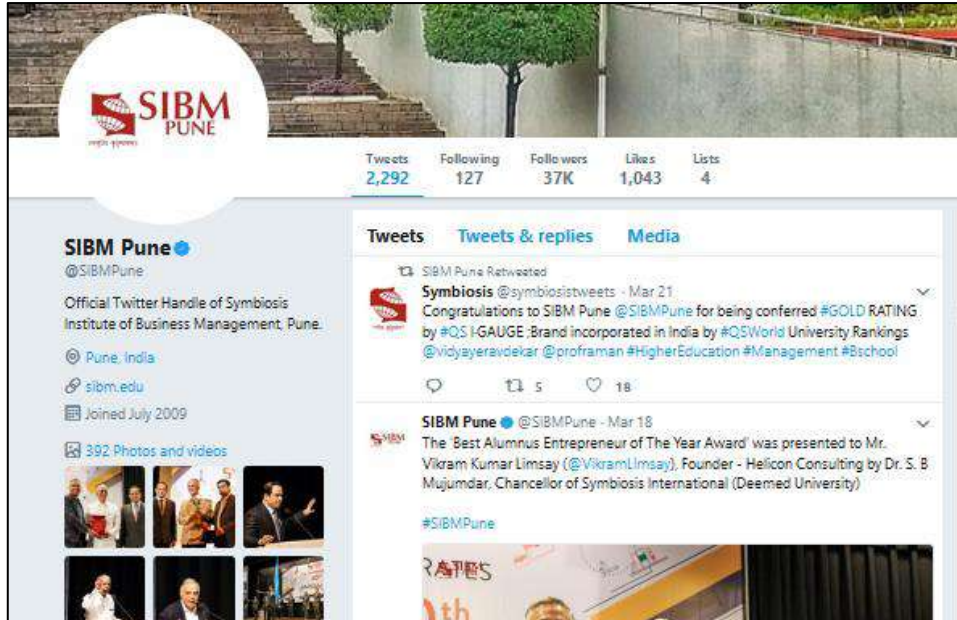 SIBM
PUNE
Tweets Following Followers Likes Lists
2,292 127 37K 1,043 4
SIBM Pune
@SIBMPune
Official Twitter Handle of Symbiosis
Institute of Business Management, Pune.
Pune, India
sibm.edu
Joined July 2009
392 Photos and videos
Tweets Tweets & replies Media
SIBM Pune Retweeted
Symbiosis @symbiosistweets · Mar 21
Congratulations to SIBM Pune @SIBMPune for being conferred #GOLD RATING
by #QS I-GAUGE ;Brand incorporated in India by #QSWorld University Rankings
@vidyayeravdekar @proframan #HigherEducation #Management #Bschool
5 18
SIBM Pune @SIBMPune · Mar 18
SIBM
The 'Best Alumnus Entrepreneur of The Year Award' was presented to Mr.
Vikram Kumar Limsay (@VikramLImsay), Founder - Helicon Consulting by Dr. S. B
Mujumdar, Chancellor of Symbiosis International (Deemed University)
#SIBMPune
th